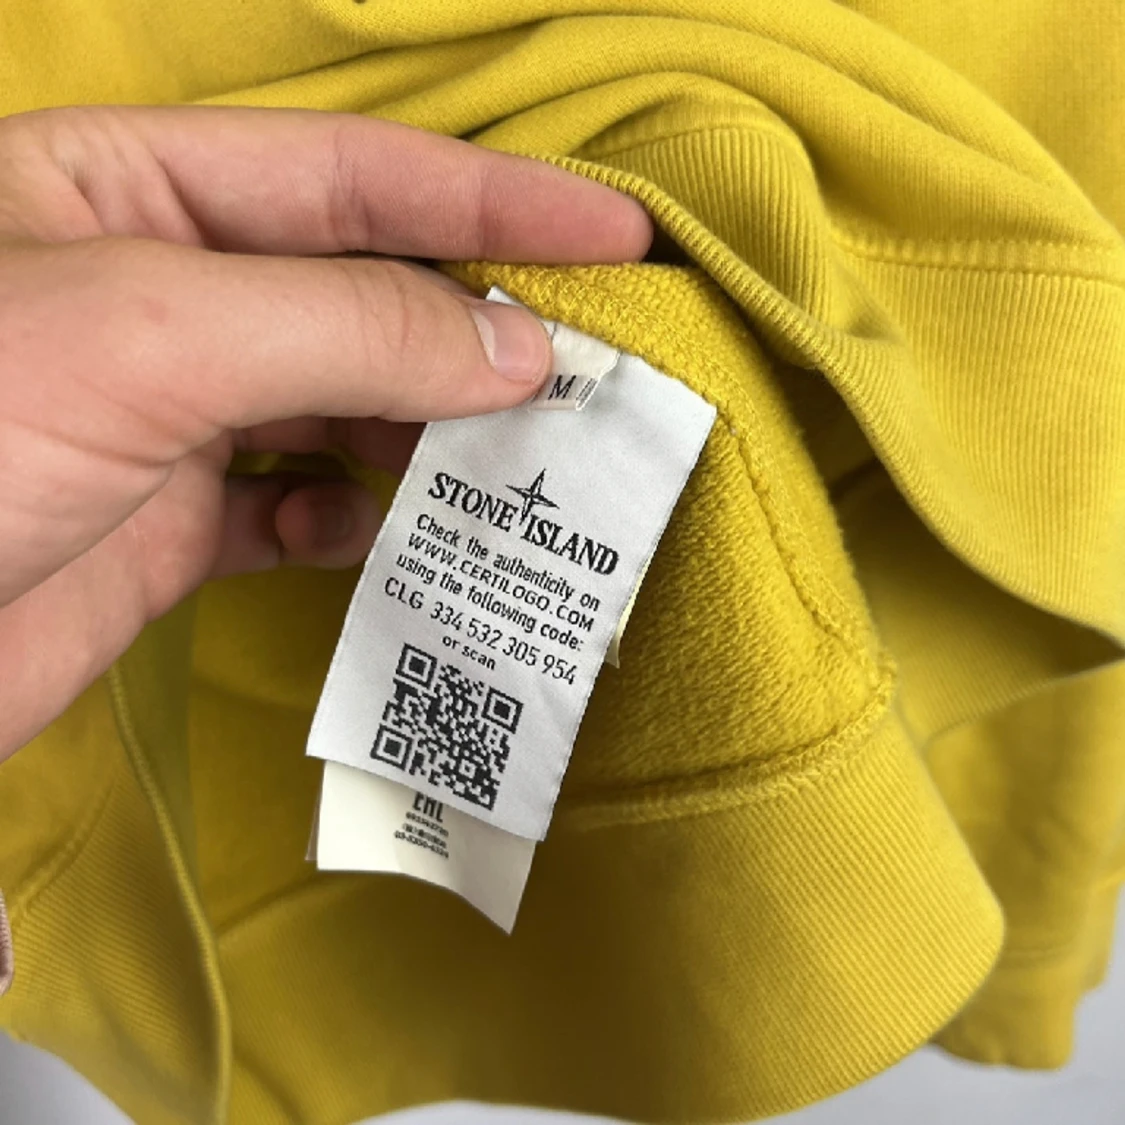 M
STONE ISLAND
Check the authenticity on
WWW.CERTILOGO.COM
using the following code:
CLG 334 532 305 954
or scan
EAC